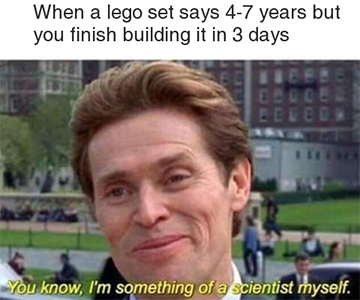 When a lego set says 4-7 years but
you finish building it in 3 days
You know, I'm something of a scientist myself.